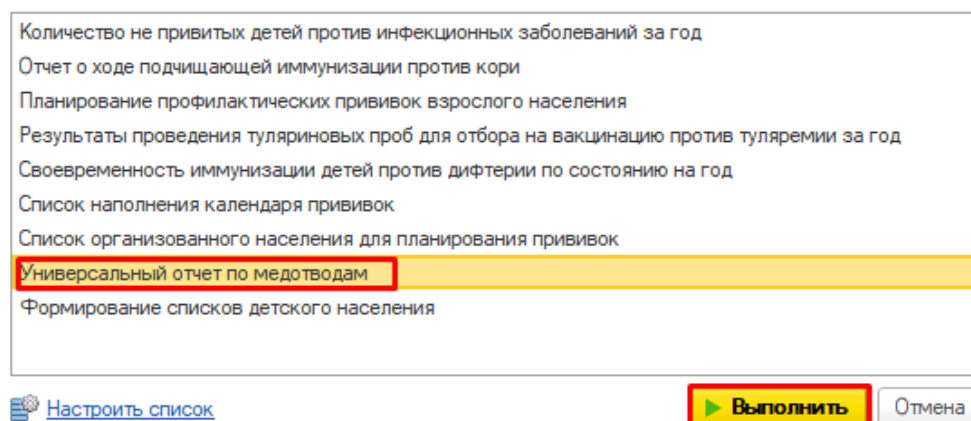 Количество не привитых детей против инфекционных заболеваний за год
Отчет о ходе подчищающей иммунизации против кори
Планирование профилактических прививок взрослого населения
Результаты проведения туляриновых проб для отбора на вакцинацию против туляремии за год
Своевременность иммунизации детей против дифтерии по состоянию на год
Список наполнения календаря прививок
Список организованного населения для планирования прививок
Универсальный отчет по медотводам
Формирование списков детского населения
Настроить список Выполнить Отмена